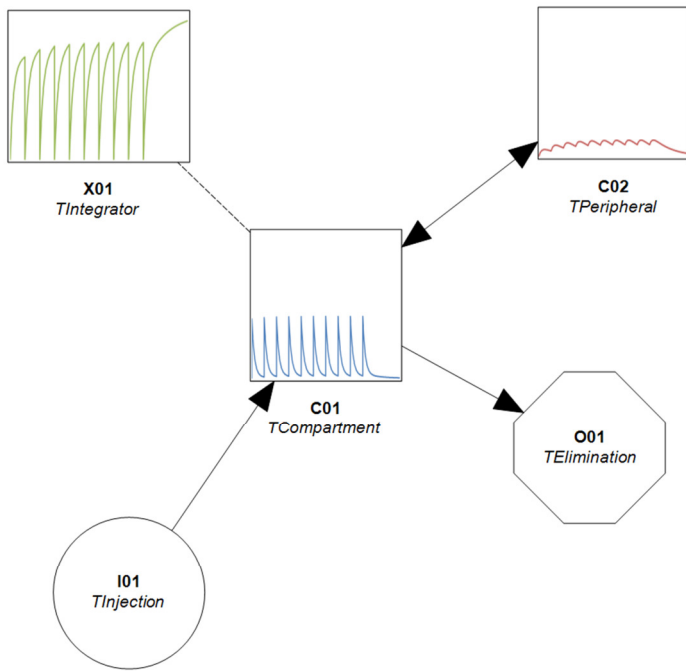 X01
TIntegrator
C02
TPeripheral
C01
TCompartment
O01
TElimination
I01
TInjection